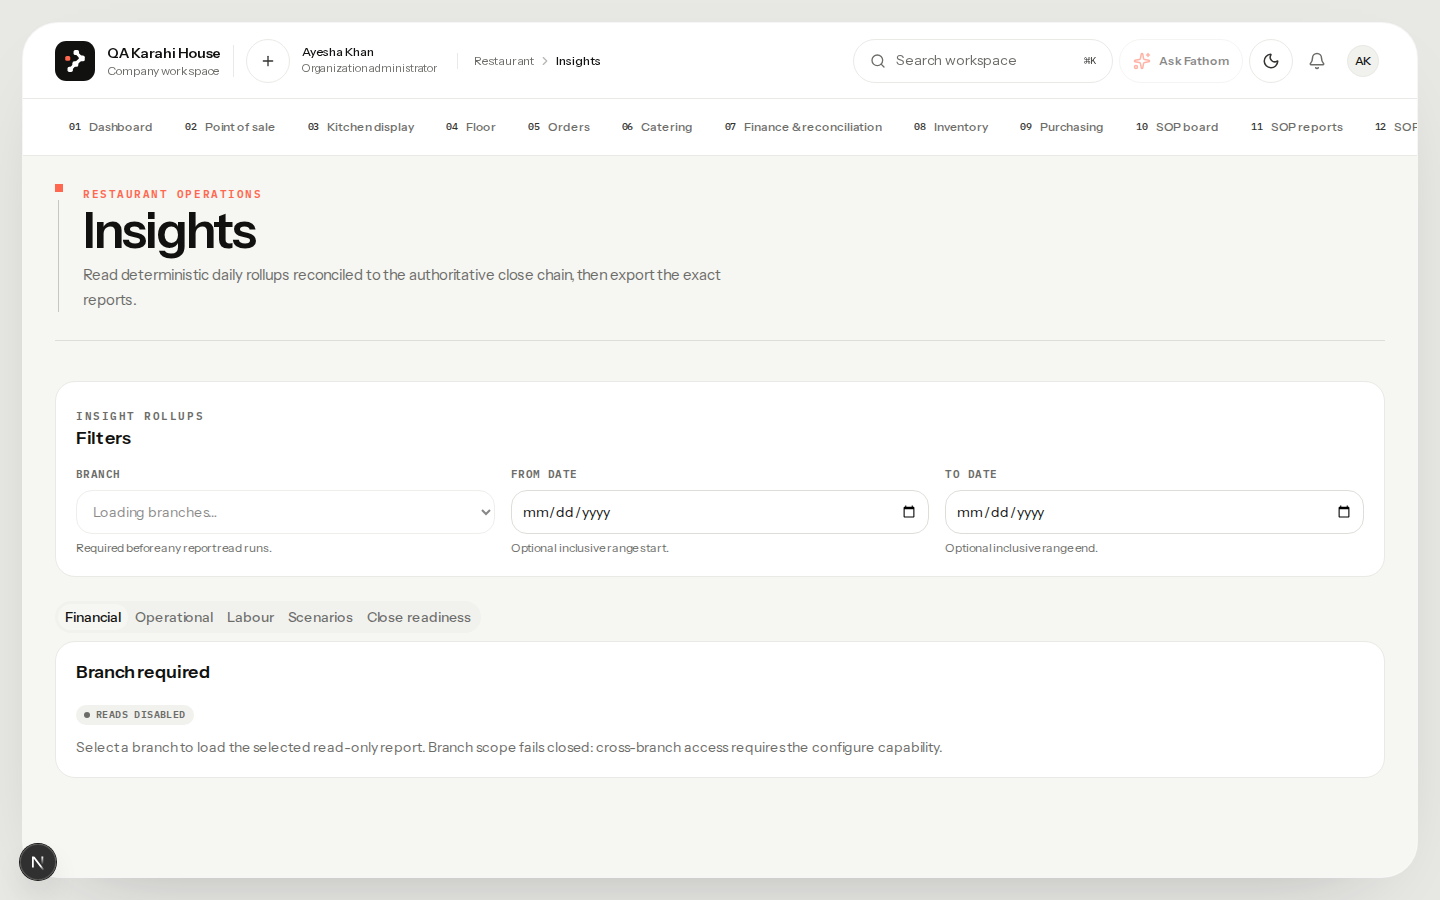 QA Karahi House
Company workspace
Ayesha Khan
Organization administrator
Restaurant > Insights
Search workspace ⌘K
Ask Fathom
AK
01 Dashboard 02 Point of sale 03 Kitchen display 04 Floor 05 Orders 06 Catering 07 Finance & reconciliation 08 Inventory 09 Purchasing 10 SOP board 11 SOP reports 12 SOP
RESTAURANT OPERATIONS
Insights
Read deterministic daily rollups reconciled to the authoritative close chain, then export the exact
reports.
INSIGHT ROLLUPS
Filters
BRANCH FROM DATE TO DATE
Loading branches... mm/dd/yyyy mm/dd/yyyy
Required before any report read runs. Optional inclusive range start. Optional inclusive range end.
Financial Operational Labour Scenarios Close readiness
Branch required
READS DISABLED
Select a branch to load the selected read-only report. Branch scope fails closed: cross-branch access requires the configure capability.
N